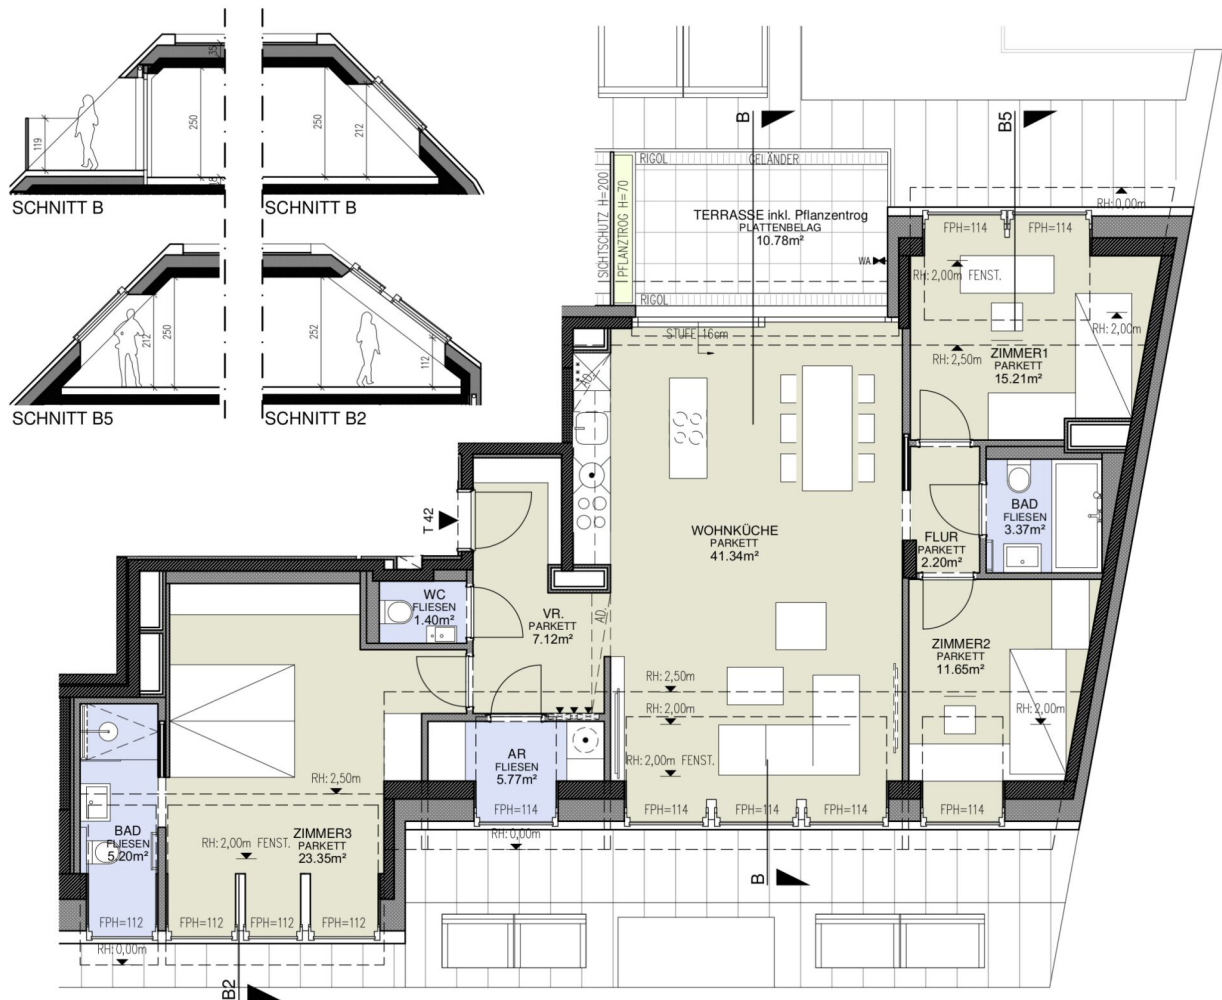 35
250
250
212
119
18
18
SCHNITT B
SCHNITT B
212
250
252
112
SCHNITT B5
SCHNITT B2
B
B5
RIGOL
GELÄNDER
SICHTSCHUTZ H=200
PFLANZTROG H=70
TERRASSE inkl. Pflanzentrog
PLATTENBELAG
10.78m²
WA
RIGOL
STUFE 16cm
RH: 0,00m
FPH=114
FPH=114
RH: 2,00m FENST.
RH: 2,00m
RH: 2,50m
ZIMMER1
PARKETT
15.21m²
AD
T 42
WOHNKÜCHE
PARKETT
41.34m²
BAD
FLIESEN
3.37m²
FLUR
PARKETT
2.20m²
WC
FLIESEN
1.40m²
VR.
PARKETT
7.12m²
AD
ZIMMER2
PARKETT
11.65m²
RH: 2,00m
RH: 2,50m
RH: 2,00m
RH: 2,00m FENST.
AR
FLIESEN
5.77m²
RH: 2,50m
FPH=114
FPH=114
FPH=114
FPH=114
FPH=114
RH: 0,00m
BAD
FLIESEN
5.20m²
ZIMMER3
PARKETT
23.35m²
RH: 2,00m FENST.
FPH=112
FPH=112
FPH=112
FPH=112
RH: 0,00m
B
B2